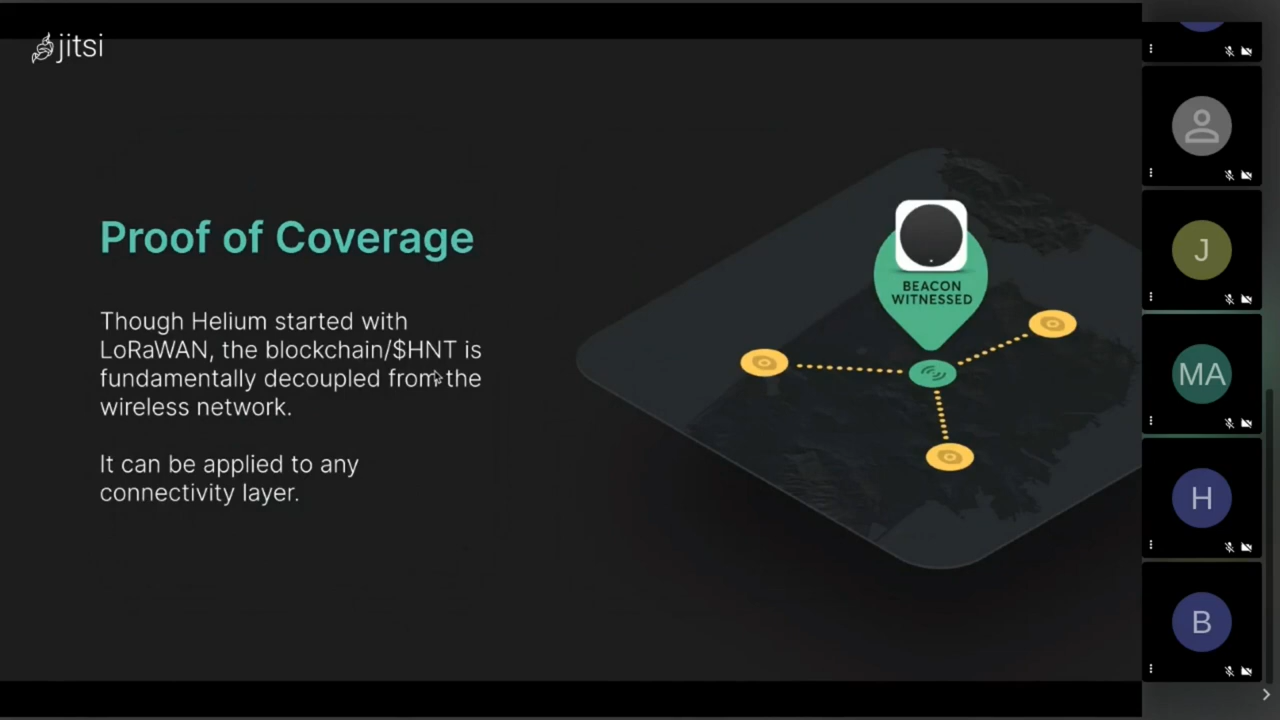 jitsi
Proof of Coverage
Though Helium started with
LoRaWAN, the blockchain/$HNT is
fundamentally decoupled from the
wireless network.
It can be applied to any
connectivity layer.
BEACON
WITNESSED
J
MA
H
B